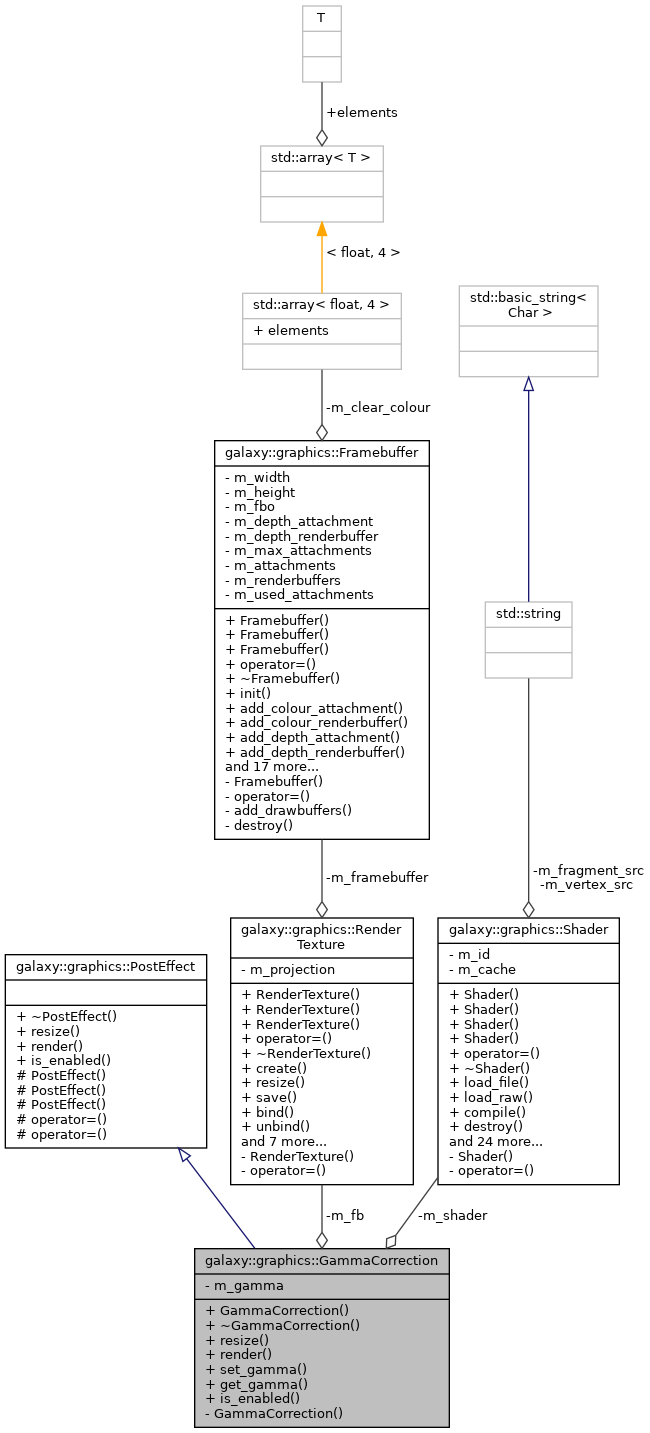 T
+elements
std::array< T >
< float, 4 >
std::array< float, 4 >
+ elements
std::basic_string<
Char >
-m_clear_colour
galaxy::graphics::Framebuffer
- m_width
- m_height
- m_fbo
- m_depth_attachment
- m_depth_renderbuffer
- m_max_attachments
- m_attachments
- m_renderbuffers
- m_used_attachments
+ Framebuffer()
+ Framebuffer()
+ Framebuffer()
+ operator=()
+ ~Framebuffer()
+ init()
+ add_colour_attachment()
+ add_colour_renderbuffer()
+ add_depth_attachment()
+ add_depth_renderbuffer()
and 17 more...
- Framebuffer()
- operator=()
- add_drawbuffers()
- destroy()
std::string
-m_framebuffer
-m_fragment_src
-m_vertex_src
galaxy::graphics::PostEffect
+ ~PostEffect()
+ resize()
+ render()
+ is_enabled()
# PostEffect()
# PostEffect()
# PostEffect()
# operator=()
# operator=()
galaxy::graphics::Render
Texture
- m_projection
+ RenderTexture()
+ RenderTexture()
+ RenderTexture()
+ operator=()
+ ~RenderTexture()
+ create()
+ resize()
+ save()
+ bind()
+ unbind()
and 7 more...
- RenderTexture()
- operator=()
galaxy::graphics::Shader
- m_id
- m_cache
+ Shader()
+ Shader()
+ Shader()
+ Shader()
+ operator=()
+ ~Shader()
+ load_file()
+ load_raw()
+ compile()
+ destroy()
and 24 more...
- Shader()
- operator=()
-m_fb
-m_shader
galaxy::graphics::GammaCorrection
- m_gamma
+ GammaCorrection()
+ ~GammaCorrection()
+ resize()
+ render()
+ set_gamma()
+ get_gamma()
+ is_enabled()
- GammaCorrection()